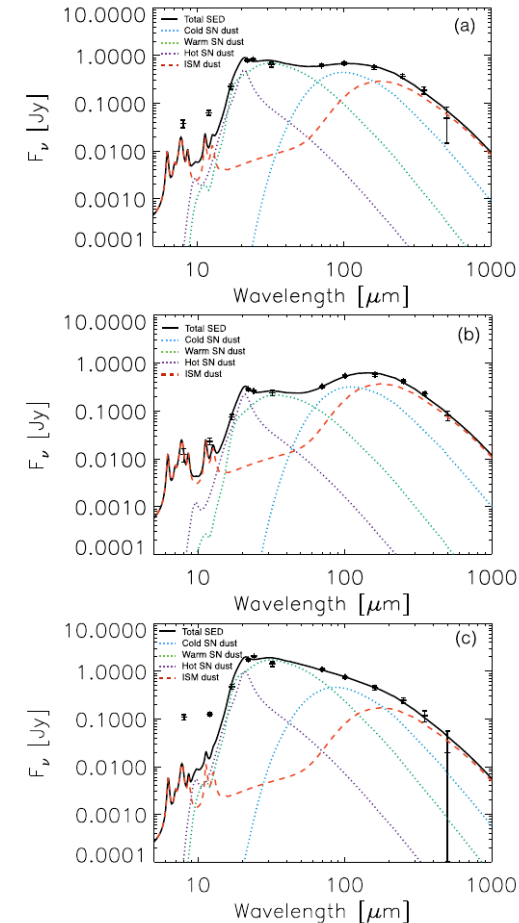 (a)
Total SED
Cold SN dust
Warm SN dust
Hot SN dust
ISM dust
10.0000
1.0000
0.1000
0.0100
0.0010
0.0001
Fν [Jy]
10 100 1000
Wavelength [μm]
(b)
Total SED
Cold SN dust
Warm SN dust
Hot SN dust
ISM dust
10.0000
1.0000
0.1000
0.0100
0.0010
0.0001
Fν [Jy]
10 100 1000
Wavelength [μm]
(c)
Total SED
Cold SN dust
Warm SN dust
Hot SN dust
ISM dust
10.0000
1.0000
0.1000
0.0100
0.0010
0.0001
Fν [Jy]
10 100 1000
Wavelength [μm]